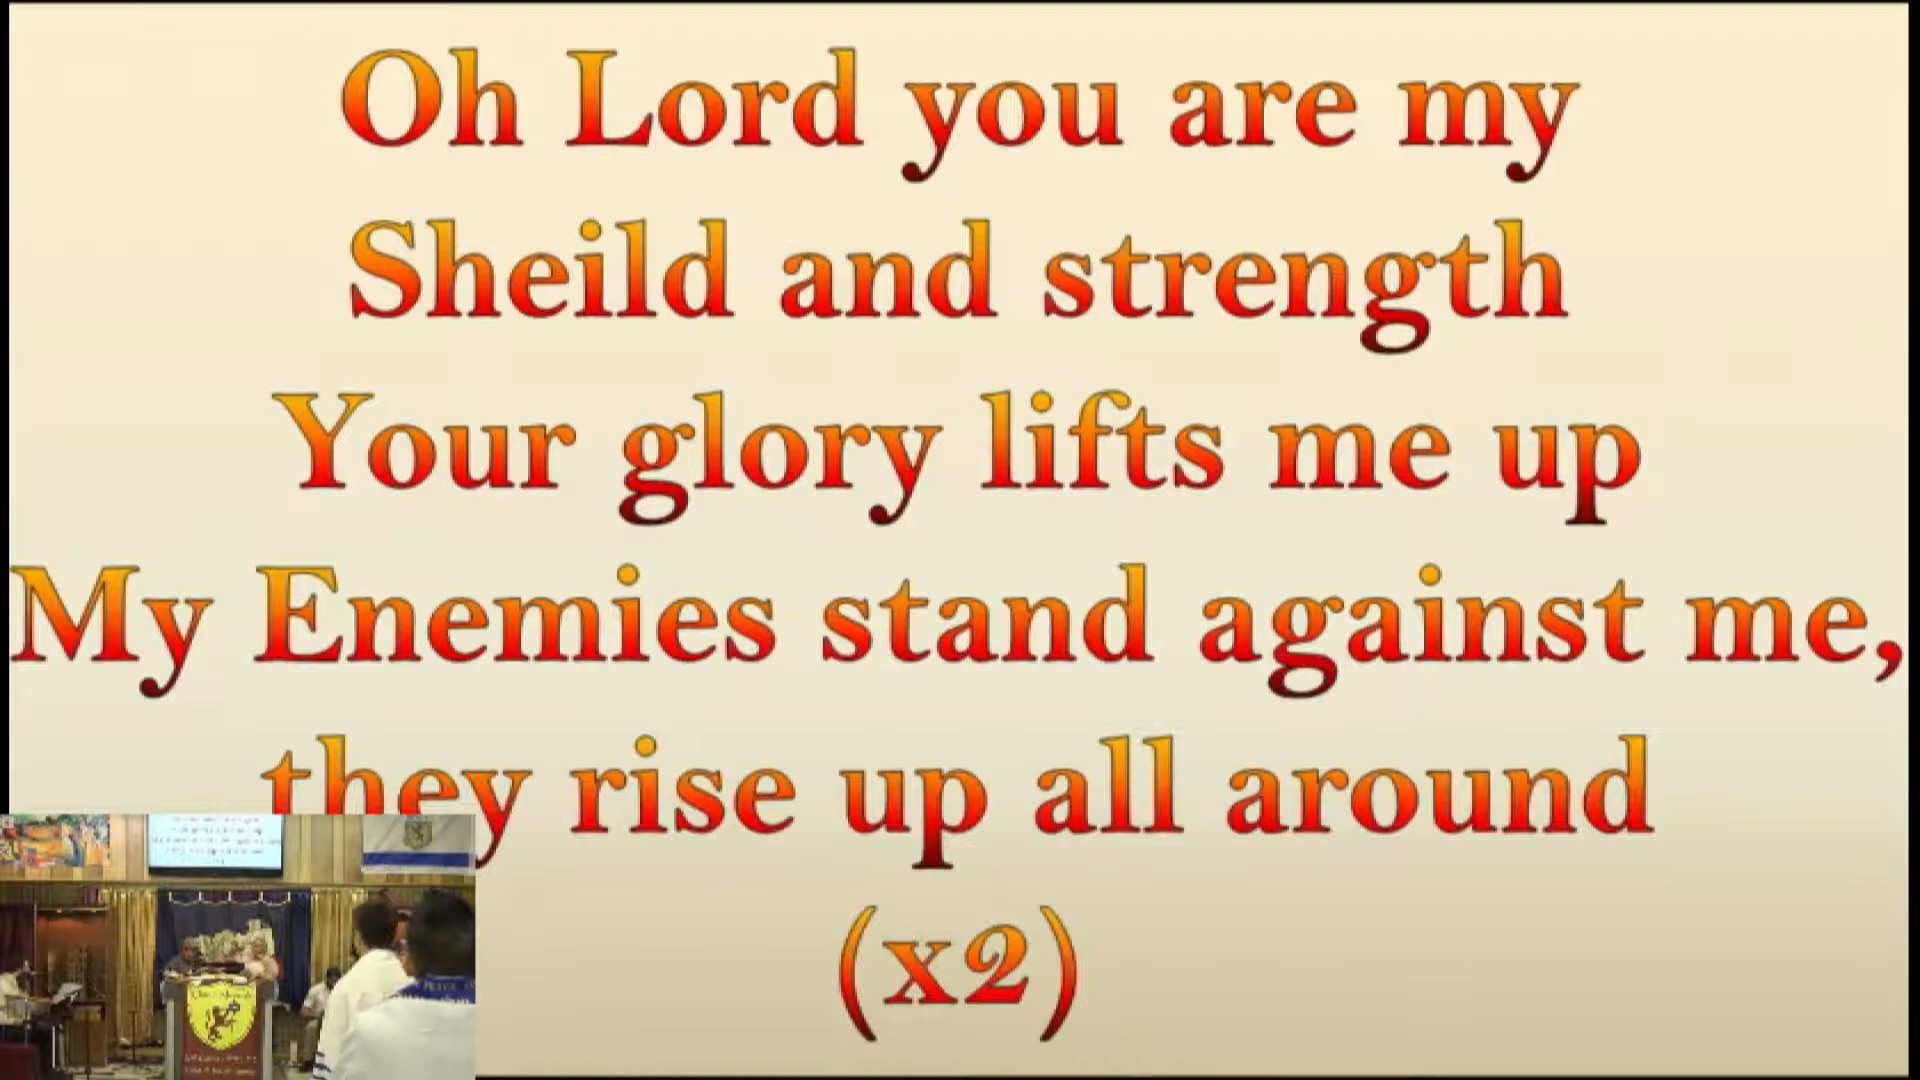 Oh Lord you are my
Sheild and strength
Your glory lifts me up
My Enemies stand against me,
they rise up all around
(x2)